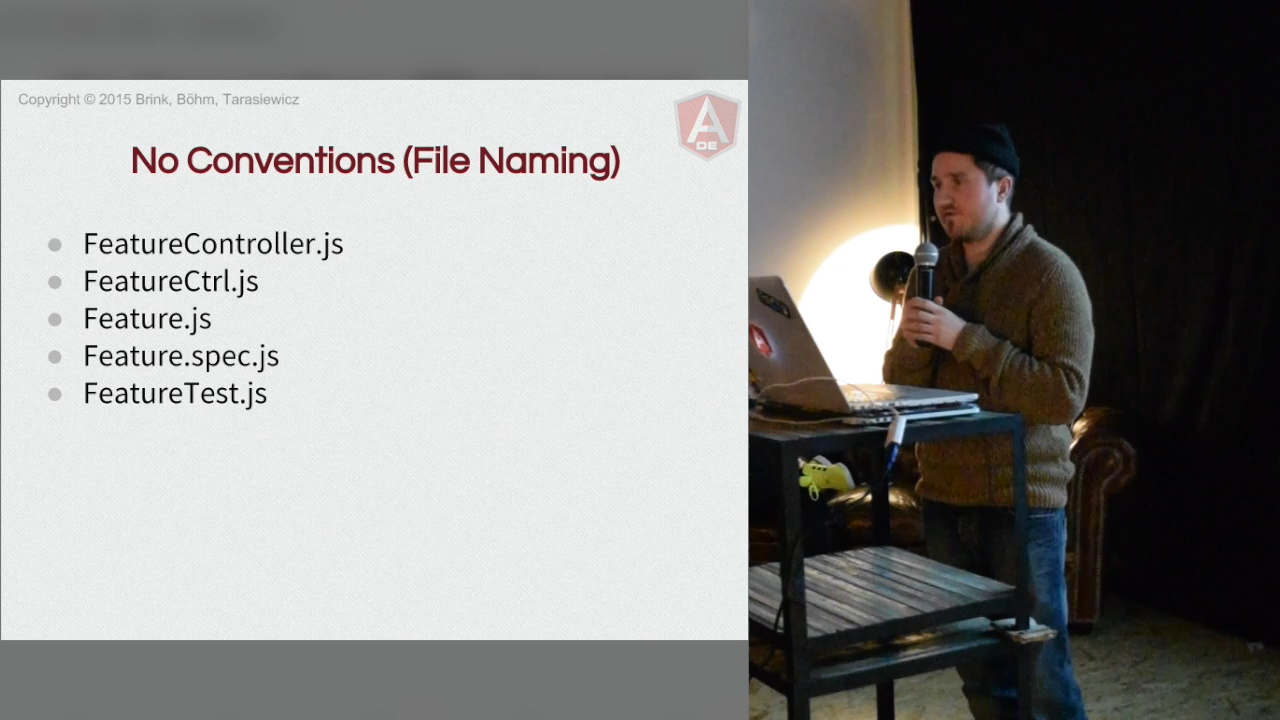 Copyright © 2015 Brink, Böhm, Tarasiewicz
DE
No Conventions (File Naming)
FeatureController.js
FeatureCtrl.js
Feature.js
Feature.spec.js
FeatureTest.js